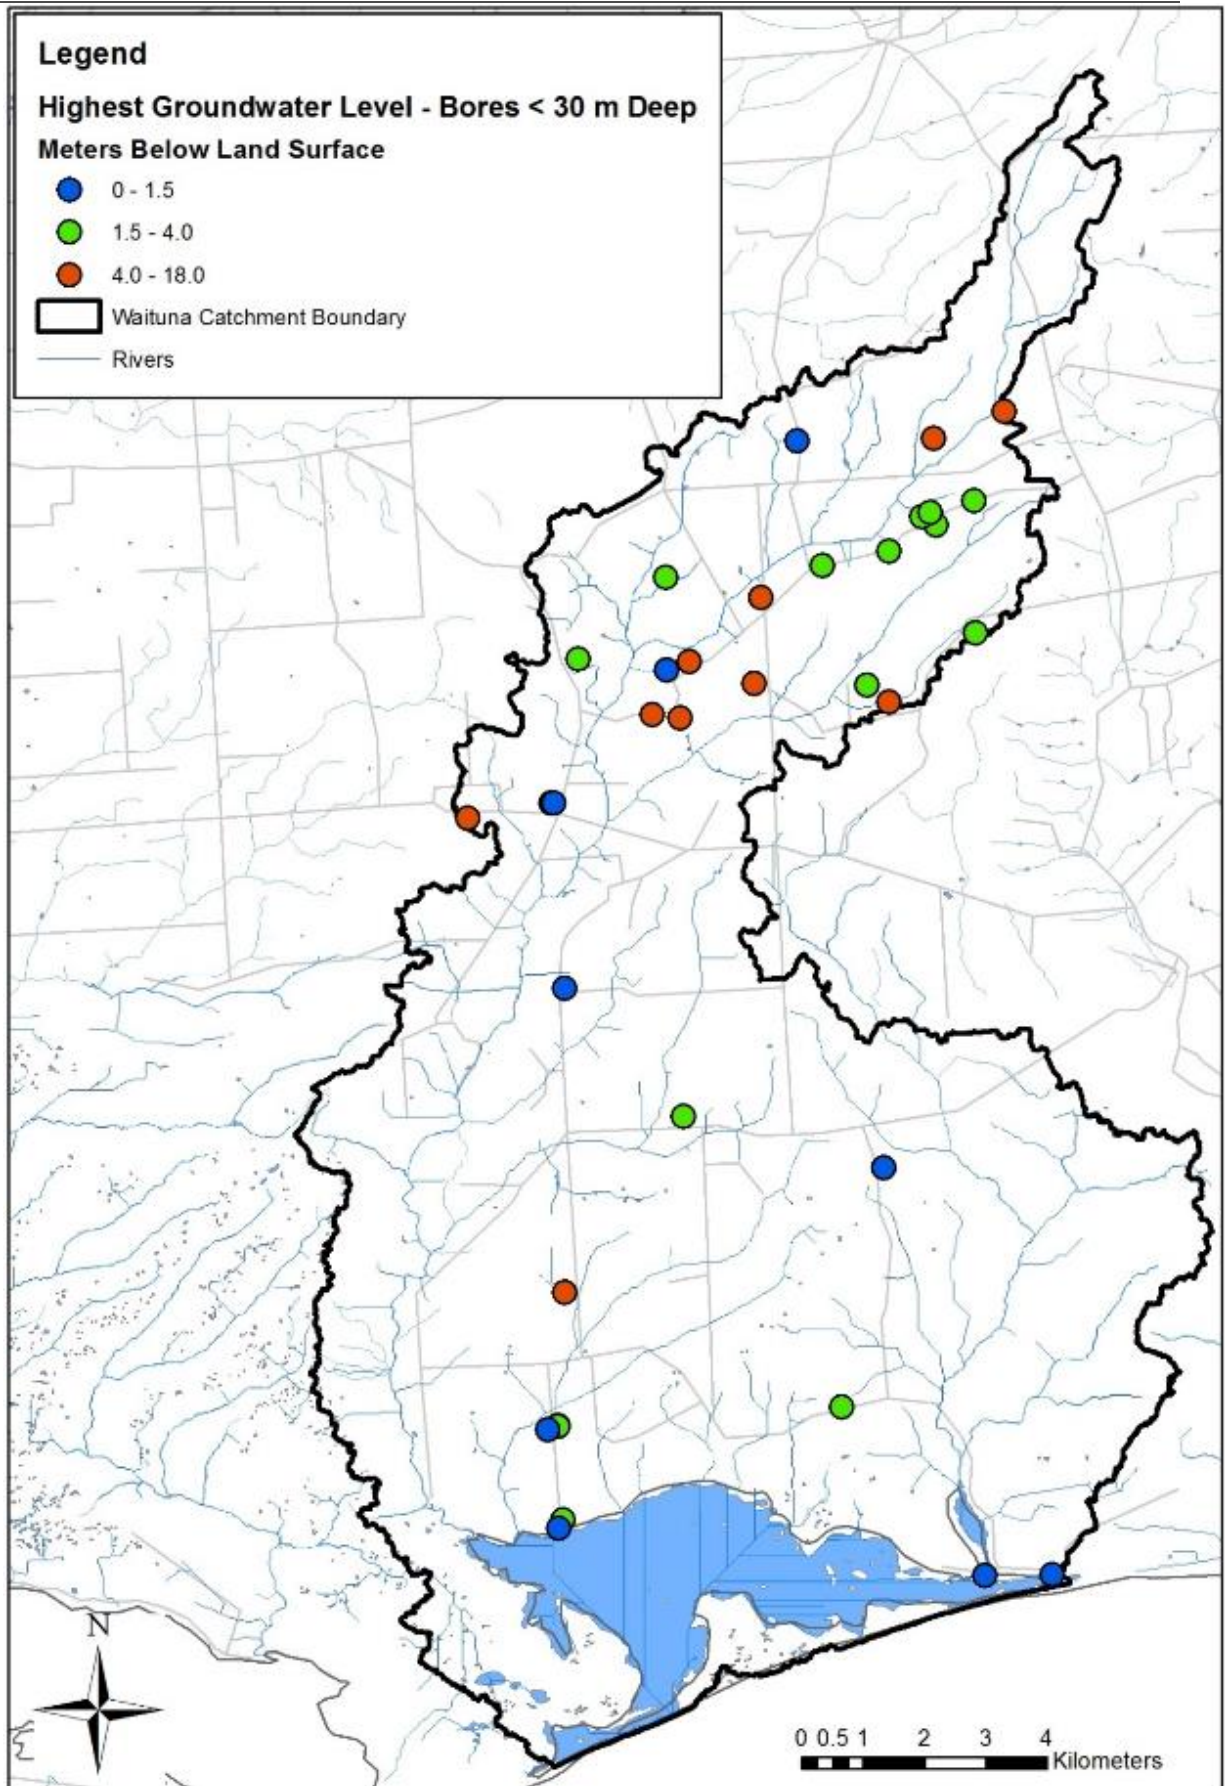 Legend
Highest Groundwater Level - Bores < 30 m Deep
Meters Below Land Surface
0 - 1.5
1.5 - 4.0
4.0 - 18.0
Waituna Catchment Boundary
Rivers
N
0 0.5 1 2 3 4
Kilometers